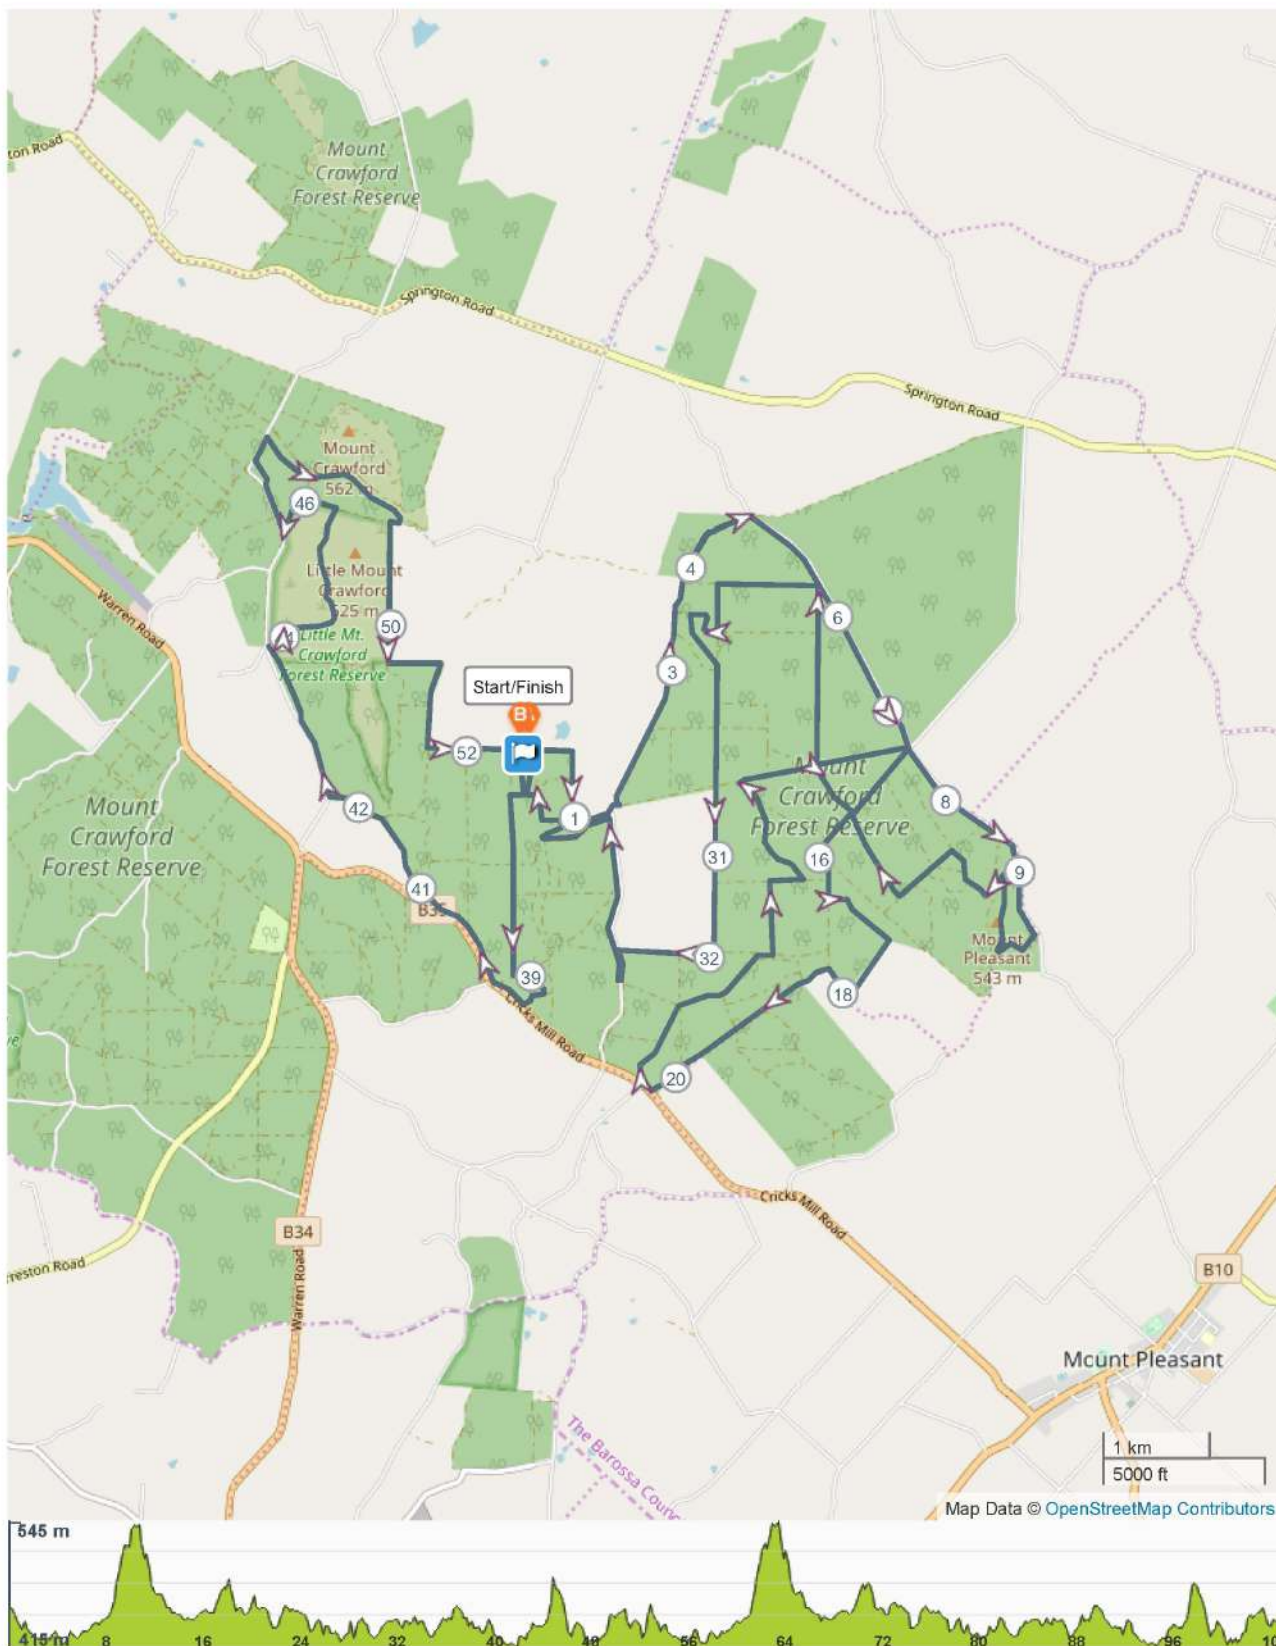 ton Road
Mount
Crawford
Forest Reserve
Springton Road
Springton Road
Mount
Crawford
562 m
46
4
Little Mount
Crawford
525 m
6
50
Little Mt.
Crawford
Forest Reserve
Warren Road
3
Start/Finish
B
52
Mount
Crawford
Forest Reserve
8
Mount
Crawford
Forest Reserve
42
1
31
16
9
41
B35
Mount
Pleasant
543 m
32
39
18
Cricks Mill Road
20
Cricks Mill Road
B34
Warren Road
reston Road
B10
Mount Pleasant
The Barossa Counc
1 km
5000 ft
Map Data © OpenStreetMap Contributors
545 m
415 m
8
16
24
32
40
48
56
64
72
80
88
96